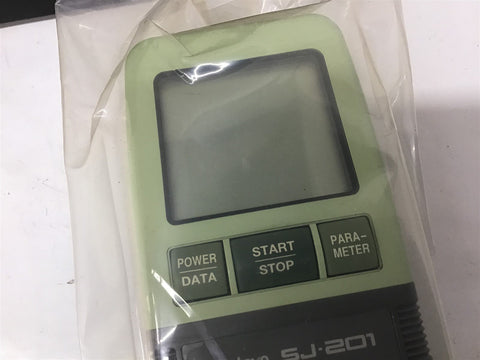 POWER
DATA
START
STOP
PARA-
METER
SJ-201